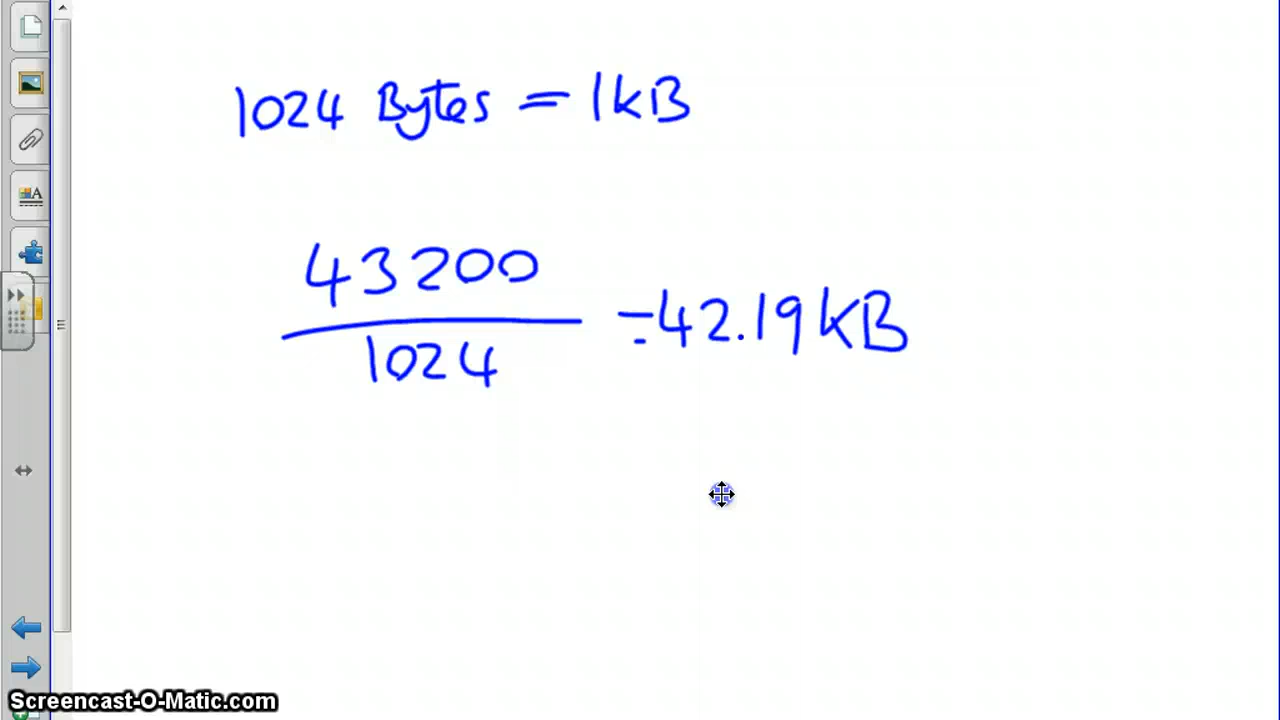 1024 Bytes = 1kB
43200
1024
=42.19kB
Screencast-O-Matic.com